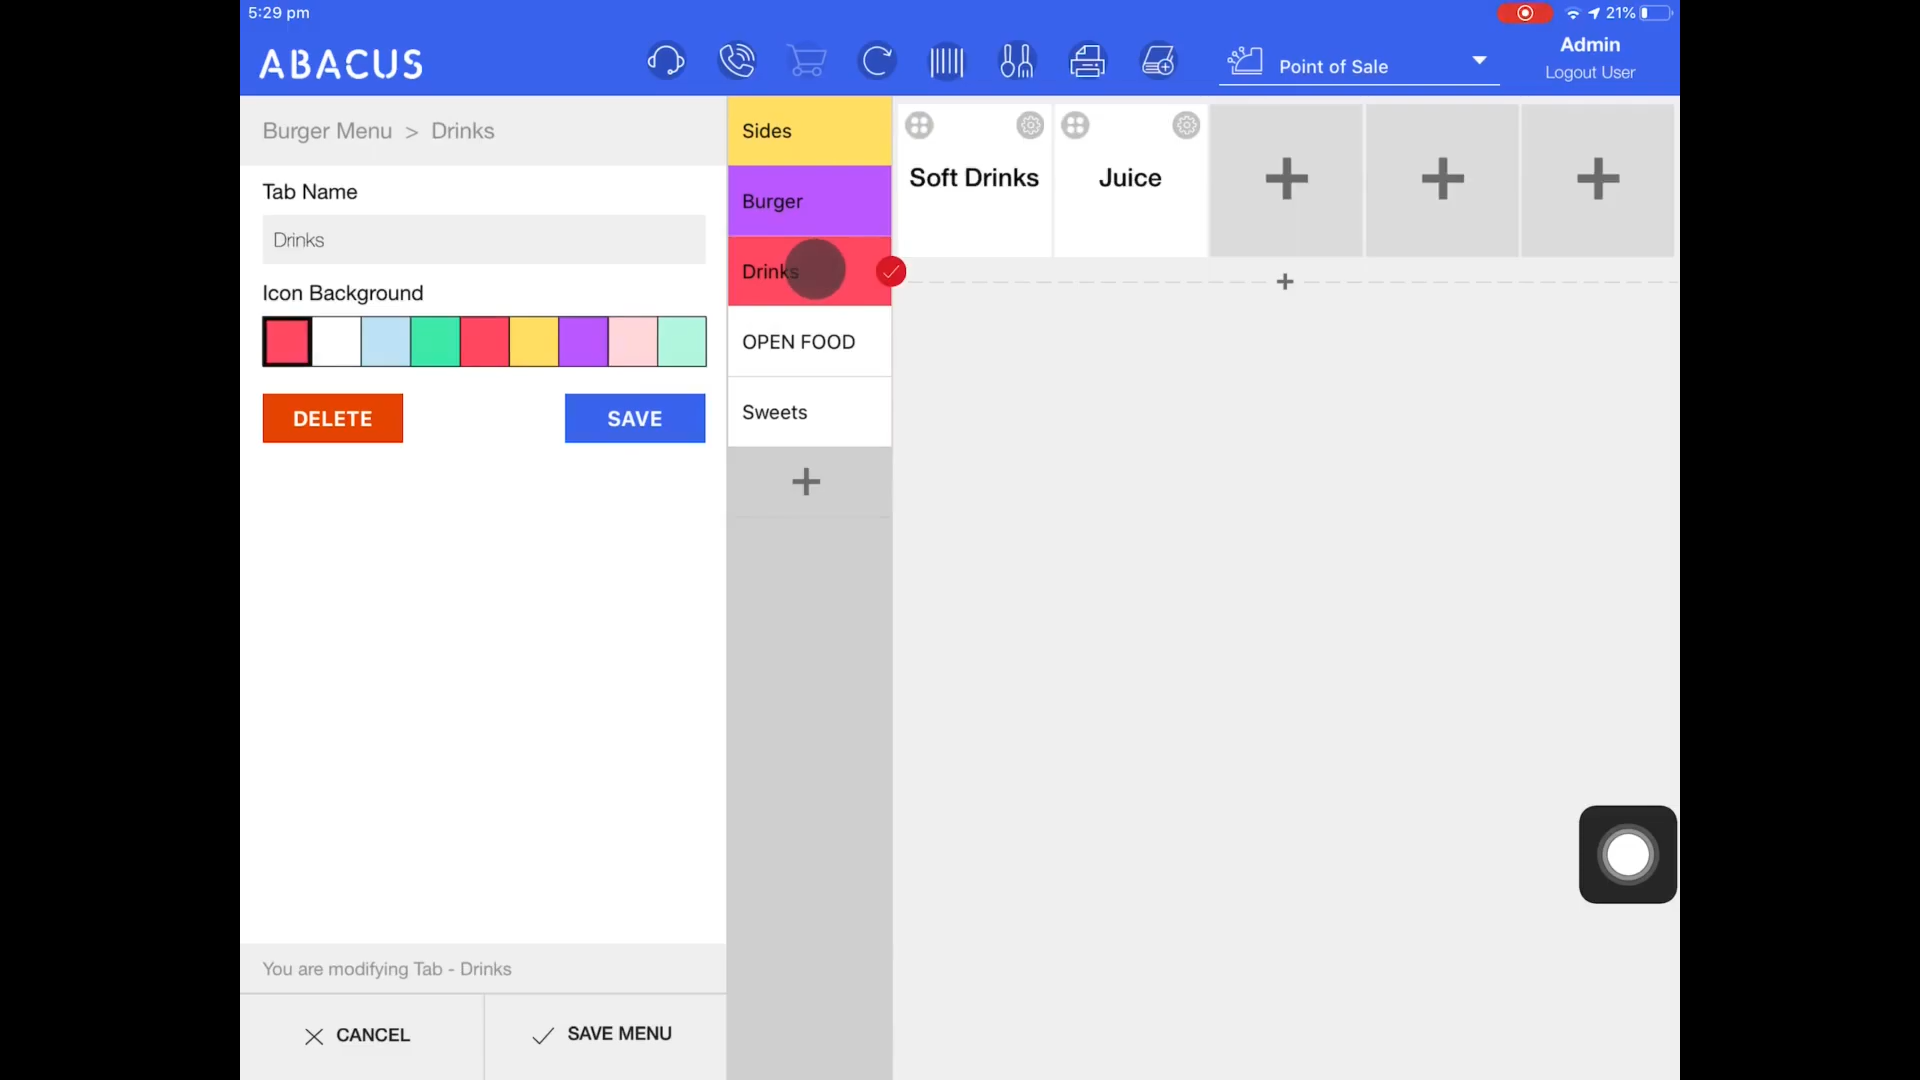 5:29 pm
21%
ABACUS
Point of Sale
Admin
Logout User
Burger Menu > Drinks
Tab Name
Drinks
Icon Background
DELETE
SAVE
Sides
Burger
Drinks
OPEN FOOD
Sweets
Soft Drinks
Juice
You are modifying Tab - Drinks
CANCEL
SAVE MENU